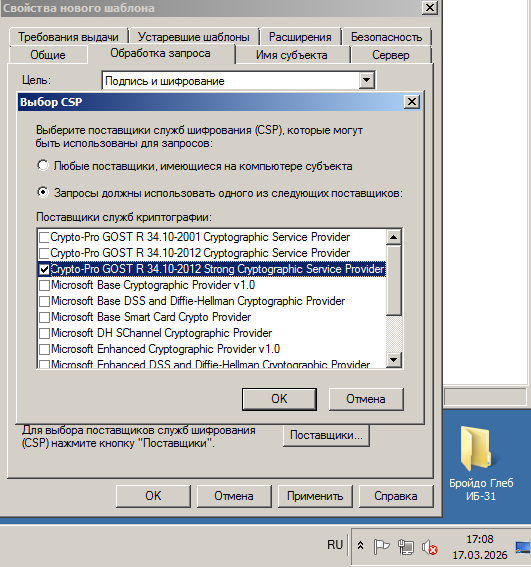 Свойства нового шаблона
Требования выдачи
Устаревшие шаблоны
Расширения
Безопасность
Общие
Обработка запроса
Имя субъекта
Сервер
Цель:
Подпись и шифрование
Выбор CSP
Выберите поставщики служб шифрования (CSP), которые могут
быть использованы для запросов:
Любые поставщики, имеющиеся на компьютере субъекта
Запросы должны использовать одного из следующих поставщиков:
Поставщики служб криптографии:
Crypto-Pro GOST R 34.10-2001 Cryptographic Service Provider
Crypto-Pro GOST R 34.10-2012 Cryptographic Service Provider
Crypto-Pro GOST R 34.10-2012 Strong Cryptographic Service Provider
Microsoft Base Cryptographic Provider v1.0
Microsoft Base DSS and Diffie-Hellman Cryptographic Provider
Microsoft Base Smart Card Crypto Provider
Microsoft DH SChannel Cryptographic Provider
Microsoft Enhanced Cryptographic Provider v1.0
Microsoft Enhanced DSS and Diffie-Hellman Cryptographic Provider
OK
Отмена
Для выбора поставщиков служб шифрования
(CSP) нажмите кнопку "Поставщики".
Поставщики...
OK
Отмена
Применить
Справка
Бройдо Глеб
ИБ-31
RU
17:08
17.03.2026